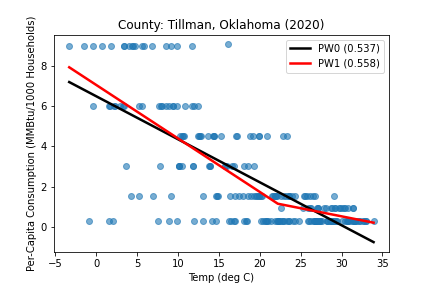 County: Tillman, Oklahoma (2020)
Per-Capita Consumption (MMBtu/1000 Households)
8
6
4
2
0
PW0 (0.537)
PW1 (0.558)
−5 0 5 10 15 20 25 30 35
Temp (deg C)